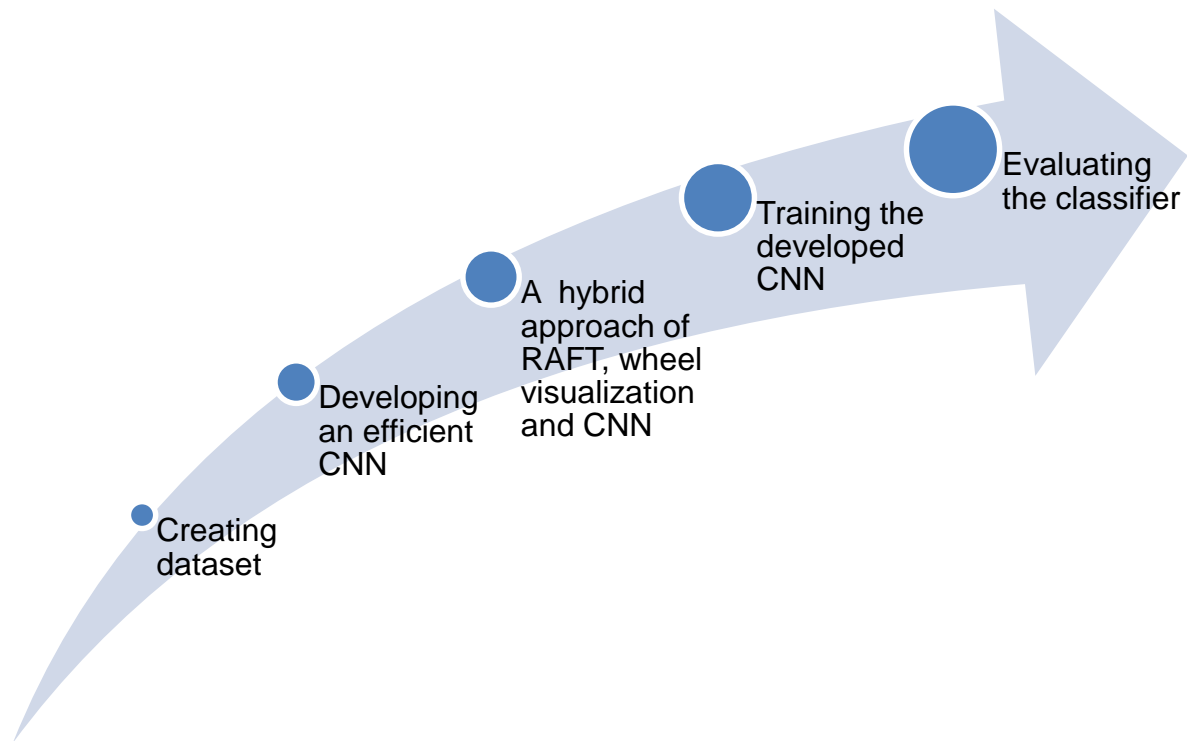 Creating
dataset
Developing
an efficient
CNN
A  hybrid
approach of
RAFT, wheel
visualization
and CNN
Training the
developed
CNN
Evaluating
the classifier